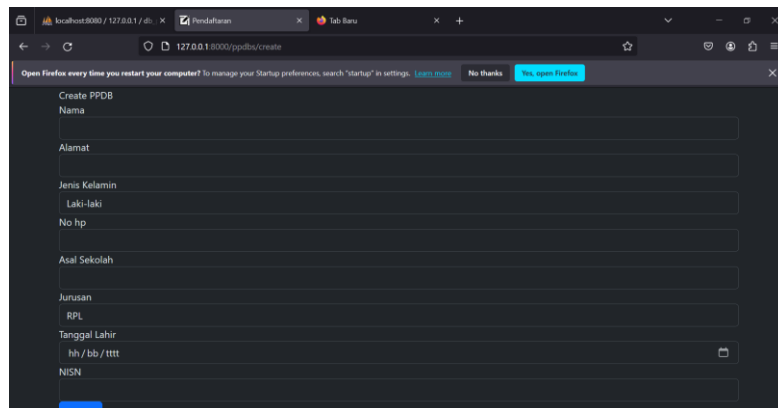 localhost:8080 / 127.0.0.1 / db_ Pendaftaran Tab Baru
127.0.0.1:8000/ppdbs/create
Open Firefox every time you restart your computer? To manage your Startup preferences, search "startup" in settings. Learn more No thanks Yes, open Firefox
Create PPDB
Nama
Alamat
Jenis Kelamin
Laki-laki
No hp
Asal Sekolah
Jurusan
RPL
Tanggal Lahir
hh / bb / tttt
NISN